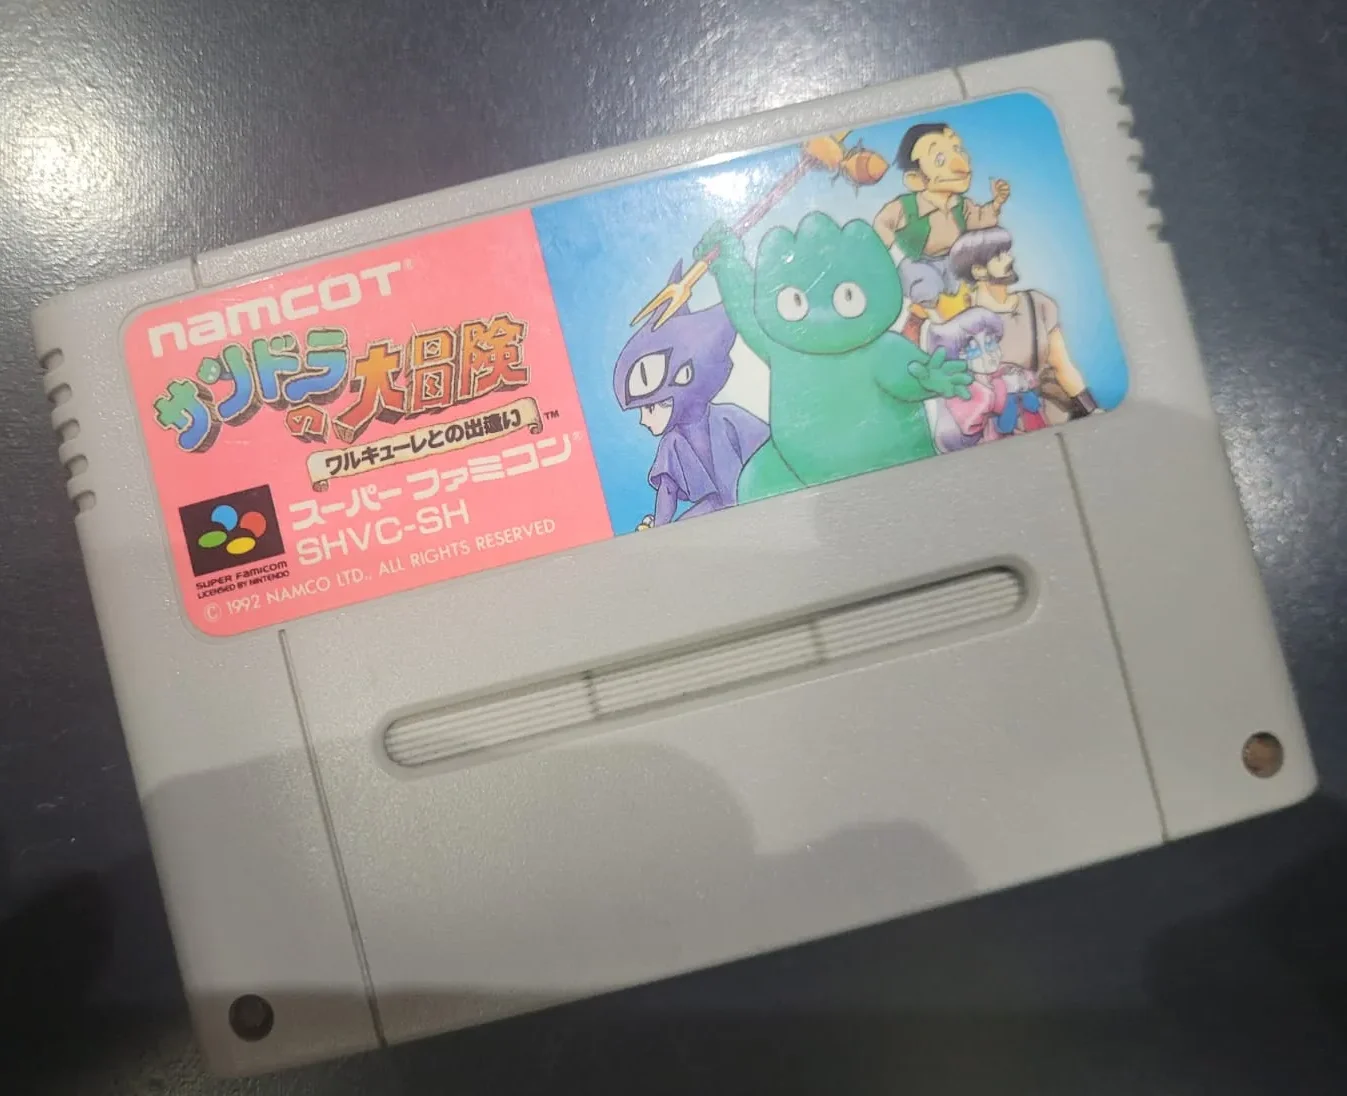 namcoT®
サンドラ
の大冒険
ワルキューレとの出逢い™
スーパーファミコン®
SHVC-SH
SUPER FAMICOM
LICENSED BY NINTENDO
© 1992 NAMCO LTD., ALL RIGHTS RESERVED